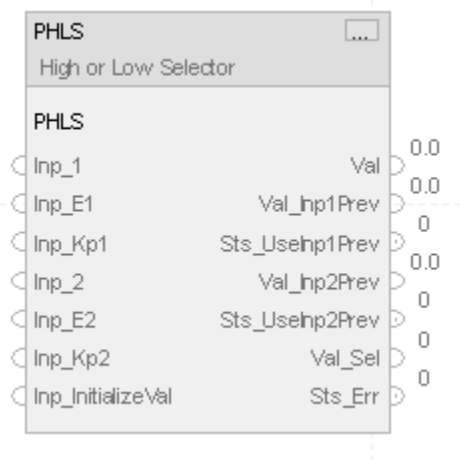 PHLS ...
High or Low Selector
PHLS
Inp_1 Val 0.0
Inp_E1 Val_Inp1Prev 0.0
Inp_Kp1 Sts_UseInp1Prev 0
Inp_2 Val_Inp2Prev 0.0
Inp_E2 Sts_UseInp2Prev 0
Inp_Kp2 Val_Sel 0
Inp_InitializeVal Sts_Err 0